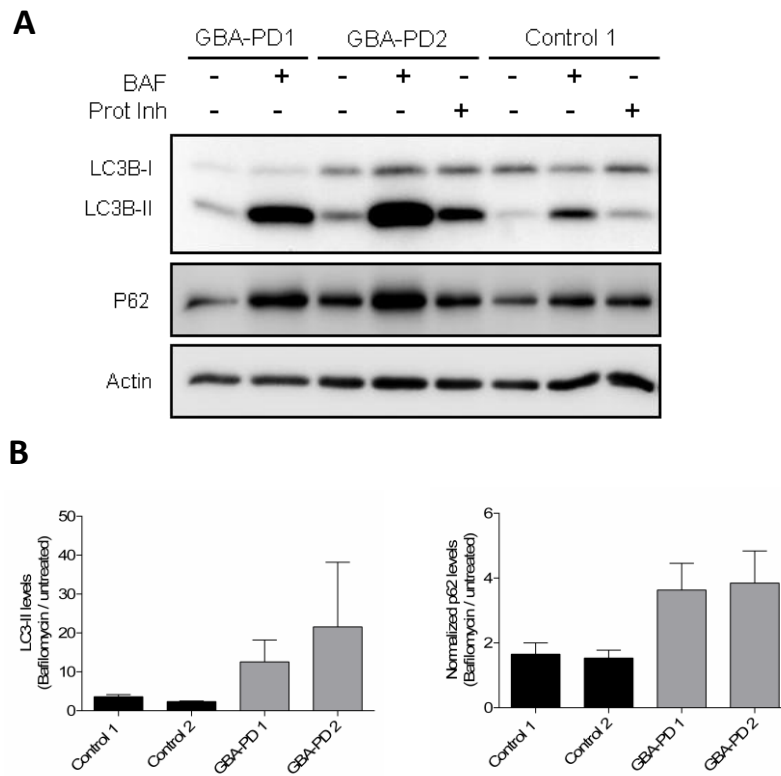 A
GBA-PD1 GBA-PD2 Control 1
BAF - + - + - - + -
Prot Inh - - - - + - - +
LC3B-I
LC3B-II
P62
Actin
B
50
40
30
20
10
0
LC3-II levels
(Bafilomycin / untreated)
Control 1
Control 2
GBA-PD 1
GBA-PD 2
6
4
2
0
Normalized p62 levels
(Bafilomycin / untreated)
Control 1
Control 2
GBA-PD 1
GBA-PD 2